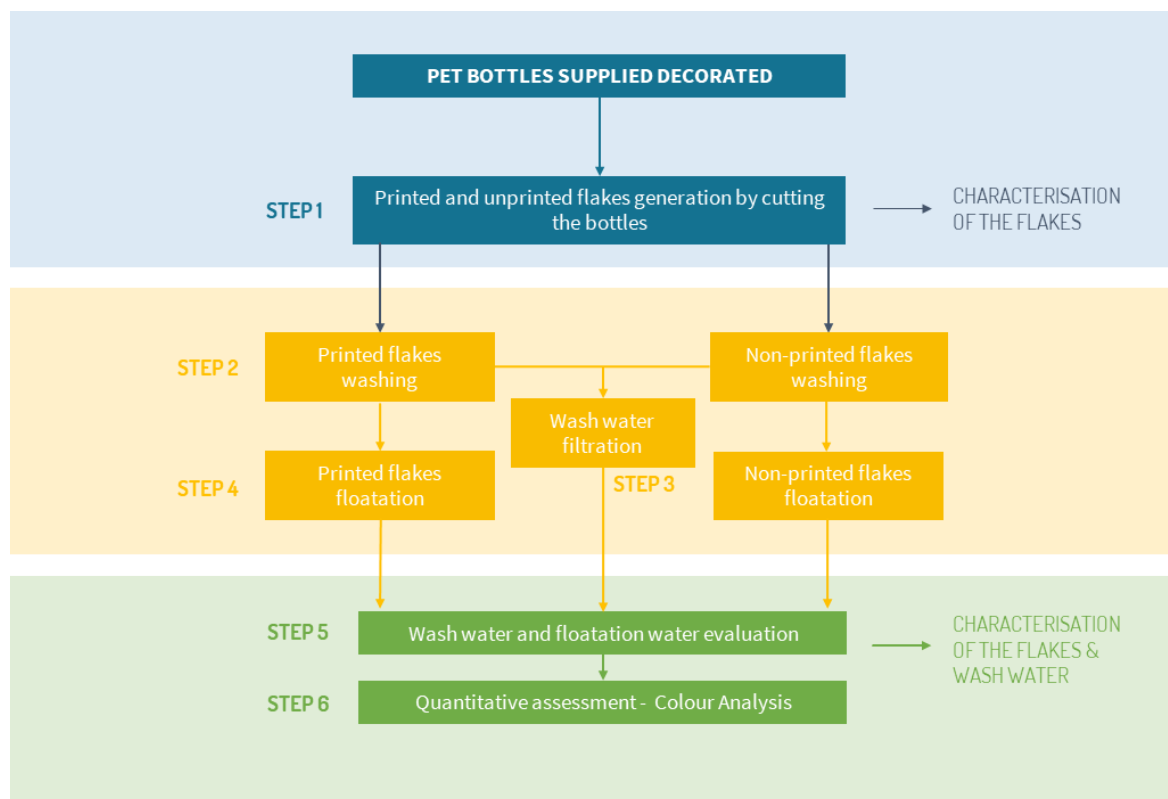 PET BOTTLES SUPPLIED DECORATED
STEP 1
Printed and unprinted flakes generation by cutting
the bottles
CHARACTERISATION
OF THE FLAKES
STEP 2
Printed flakes
washing
Non-printed flakes
washing
Wash water
filtration
STEP 3
STEP 4
Printed flakes
floatation
Non-printed flakes
floatation
STEP 5
Wash water and floatation water evaluation
CHARACTERISATION
OF THE FLAKES &
WASH WATER
STEP 6
Quantitative assessment - Colour Analysis